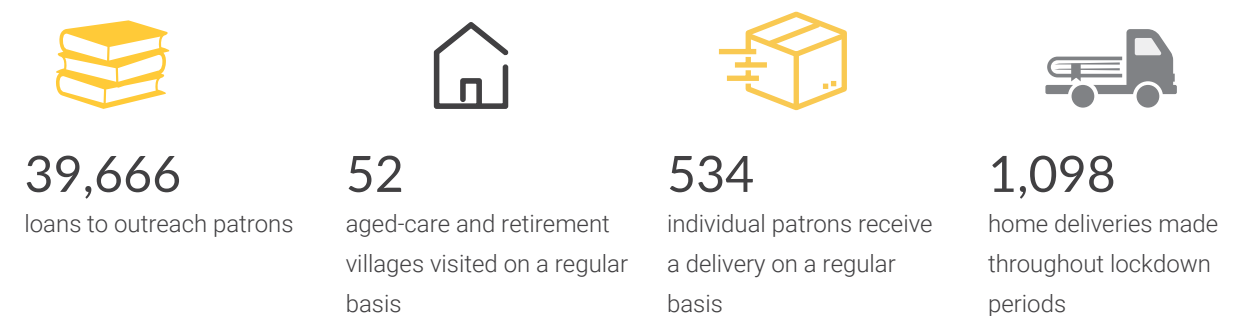 39,666
loans to outreach patrons
52
aged-care and retirement
villages visited on a regular
basis
534
individual patrons receive
a delivery on a regular
basis
1,098
home deliveries made
throughout lockdown
periods